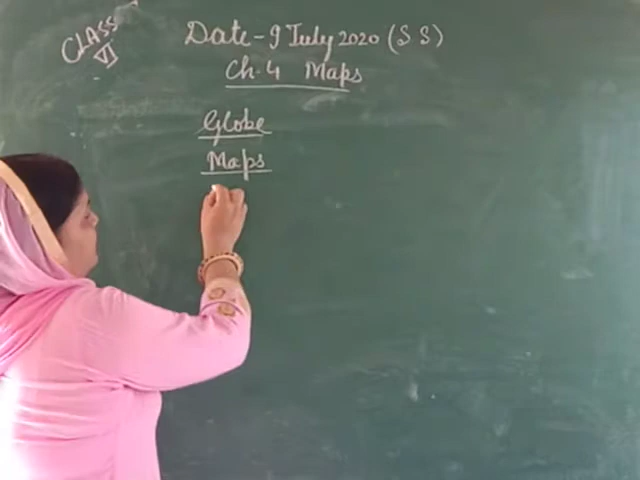 CLASS
VI
Date-9 July 2020 (S S)
Ch.4 Maps
Globe
Maps